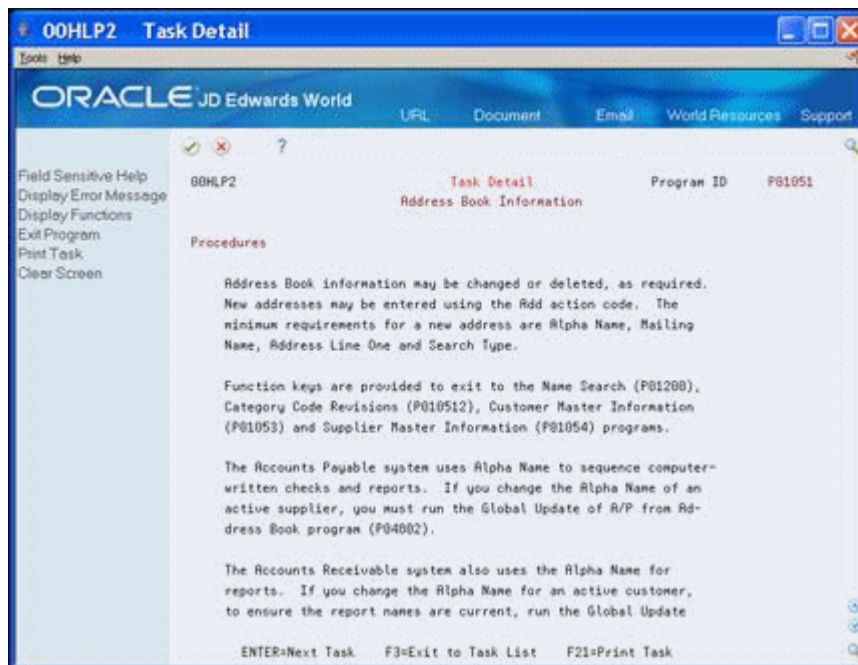 00HLP2 Task Detail
Tools Help
ORACLE JD Edwards World
URL Document Email World Resources Support
?
Field Sensitive Help
Display Error Message
Display Functions
Exit Program
Print Task
Clear Screen
00HLP2 Task Detail Program ID P01051
Address Book Information
Procedures
Address Book information may be changed or deleted, as required.
New addresses may be entered using the Add action code. The
minimum requirements for a new address are Alpha Name, Mailing
Name, Address Line One and Search Type.
Function keys are provided to exit to the Name Search (P01200),
Category Code Revisions (P010512), Customer Master Information
(P01053) and Supplier Master Information (P01054) programs.
The Accounts Payable system uses Alpha Name to sequence computer-
written checks and reports. If you change the Alpha Name of an
active supplier, you must run the Global Update of A/P from Ad-
dress Book program (P04802).
The Accounts Receivable system also uses the Alpha Name for
reports. If you change the Alpha Name for an active customer,
to ensure the report names are current, run the Global Update
ENTER=Next Task F3=Exit to Task List F21=Print Task